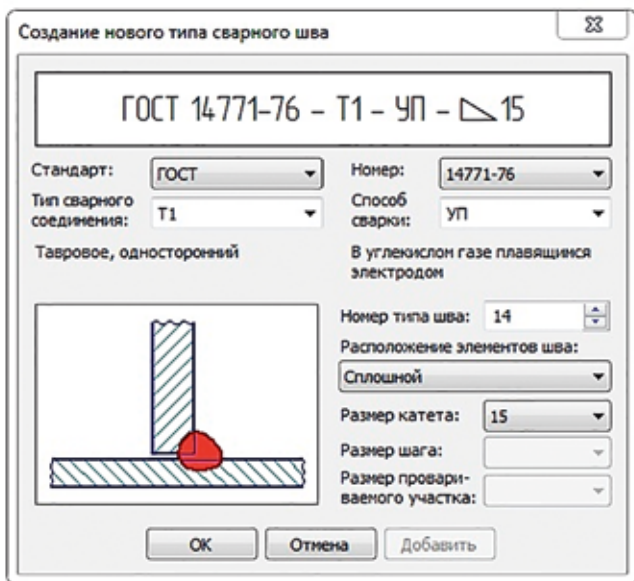 Создание нового типа сварного шва
ГОСТ 14771-76 - Т1 - УП - ⊿15
Стандарт: ГОСТ
Номер: 14771-76
Тип сварного соединения: Т1
Способ сварки: УП
Тавровое, односторонний
В углекислом газе плавящимся
электродом
Номер типа шва: 14
Расположение элементов шва:
Сплошной
Размер катета: 15
Размер шага:
Размер провари-
ваемого участка:
ОК Отмена Добавить